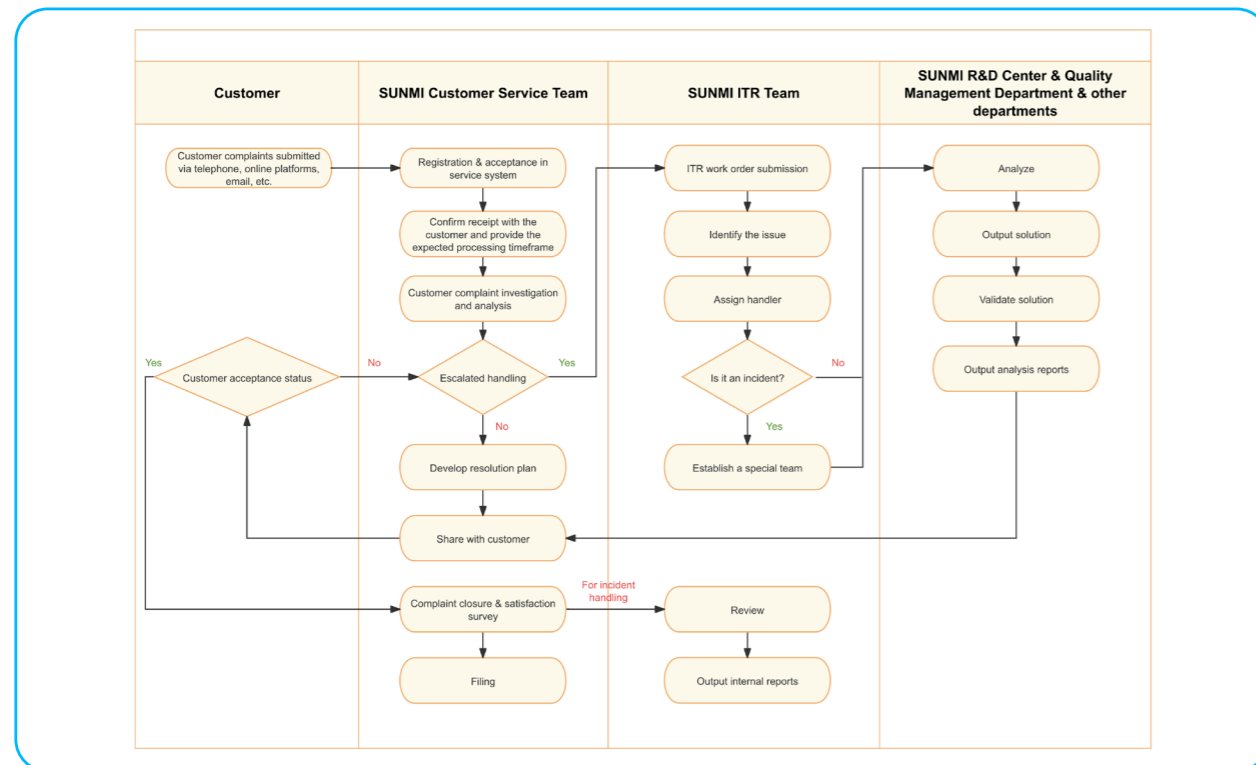 Customer
SUNMI Customer Service Team
SUNMI ITR Team
SUNMI R&D Center & Quality
Management Department & other
departments
Customer complaints submitted
via telephone, online platforms,
email, etc.
Registration & acceptance in
service system
ITR work order submission
Analyze
Confirm receipt with the
customer and provide the
expected processing timeframe
Identify the issue
Output solution
Customer complaint investigation
and analysis
Assign handler
Validate solution
Yes
Customer acceptance status
No
Escalated handling
Yes
Is it an incident?
No
Output analysis reports
No
Yes
Develop resolution plan
Establish a special team
Share with customer
Complaint closure & satisfaction
survey
For incident
handling
Review
Filing
Output internal reports